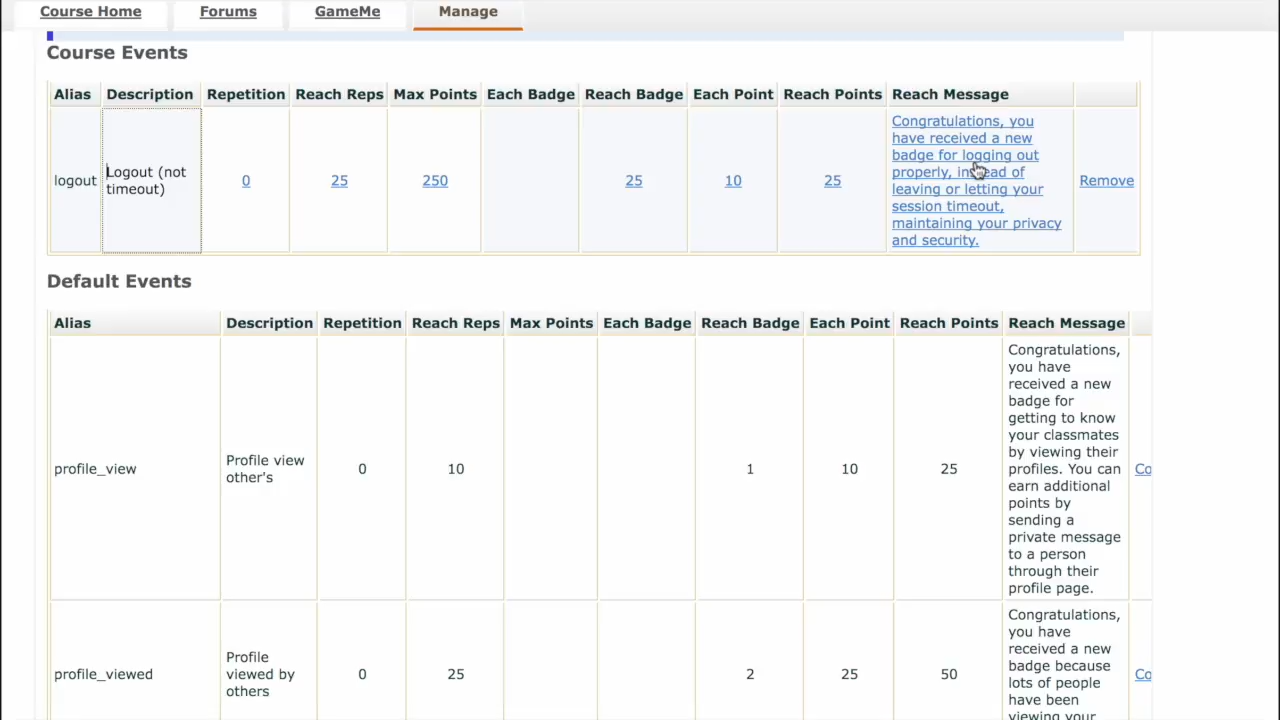 Course Home Forums GameMe Manage
Course Events
Alias Description Repetition Reach Reps Max Points Each Badge Reach Badge Each Point Reach Points Reach Message
logout Logout (not timeout) 0 25 250 25 10 25 Congratulations, you
have received a new
badge for logging out
properly, instead of
leaving or letting your
session timeout,
maintaining your privacy
and security.
Remove
Default Events
Alias Description Repetition Reach Reps Max Points Each Badge Reach Badge Each Point Reach Points Reach Message
profile_view Profile view
other's
0 10 1 10 25
Congratulations,
you have
received a new
badge for
getting to know
your classmates
by viewing their
profiles. You can
earn additional
points by
sending a
private message
to a person
through their
profile page.
Co
profile_viewed Profile
viewed by
others
0 25 2 25 50
Congratulations,
you have
received a new
badge because
lots of people
have been
viewing your
Co